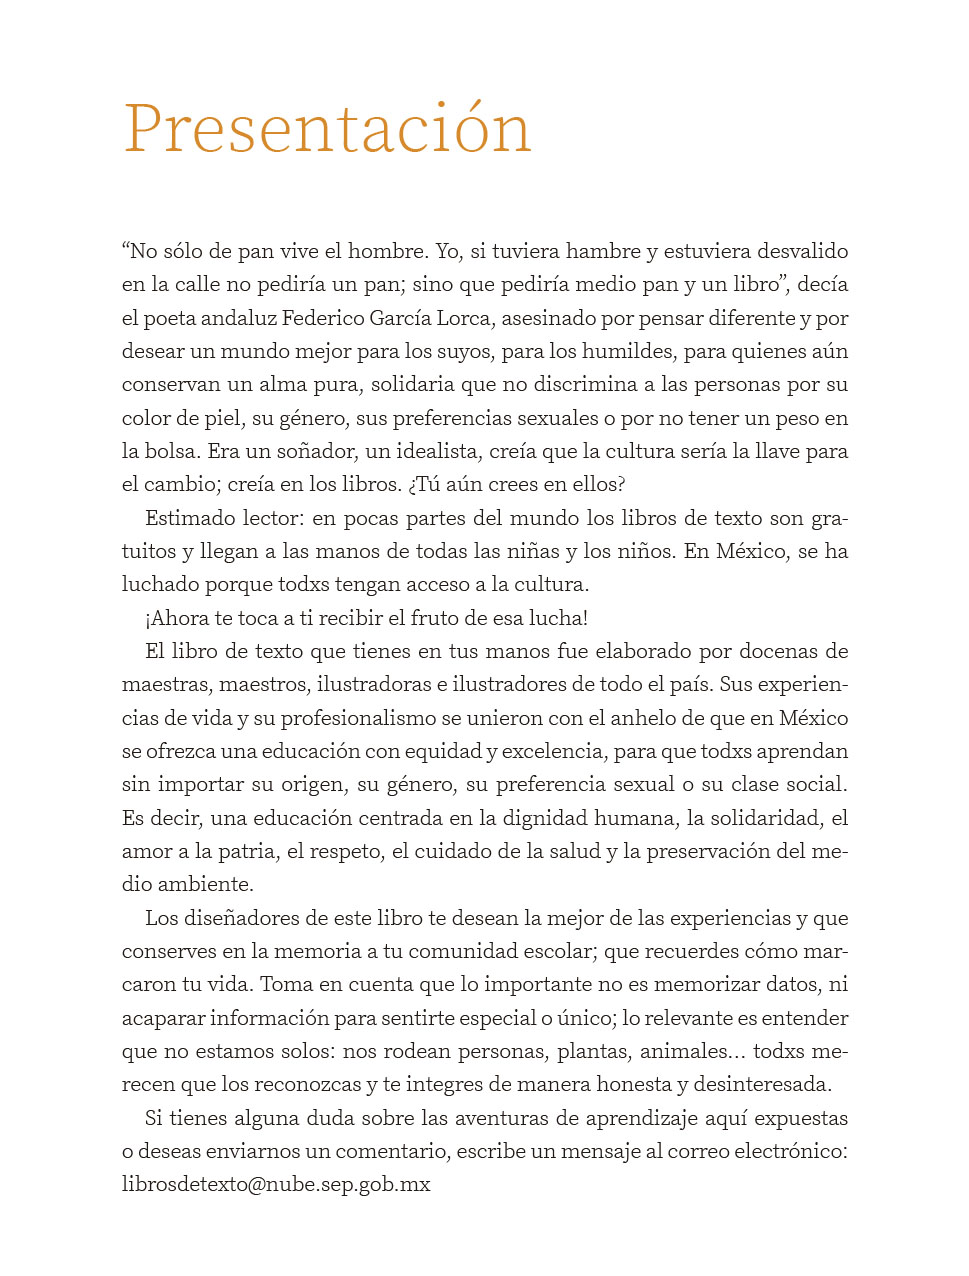 Presentación
“No sólo de pan vive el hombre. Yo, si tuviera hambre y estuviera desvalido
en la calle no pediría un pan; sino que pediría medio pan y un libro”, decía
el poeta andaluz Federico García Lorca, asesinado por pensar diferente y por
desear un mundo mejor para los suyos, para los humildes, para quienes aún
conservan un alma pura, solidaria que no discrimina a las personas por su
color de piel, su género, sus preferencias sexuales o por no tener un peso en
la bolsa. Era un soñador, un idealista, creía que la cultura sería la llave para
el cambio; creía en los libros. ¿Tú aún crees en ellos?
Estimado lector: en pocas partes del mundo los libros de texto son gra-
tuitos y llegan a las manos de todas las niñas y los niños. En México, se ha
luchado porque todxs tengan acceso a la cultura.
¡Ahora te toca a ti recibir el fruto de esa lucha!
El libro de texto que tienes en tus manos fue elaborado por docenas de
maestras, maestros, ilustradoras e ilustradores de todo el país. Sus experien-
cias de vida y su profesionalismo se unieron con el anhelo de que en México
se ofrezca una educación con equidad y excelencia, para que todxs aprendan
sin importar su origen, su género, su preferencia sexual o su clase social.
Es decir, una educación centrada en la dignidad humana, la solidaridad, el
amor a la patria, el respeto, el cuidado de la salud y la preservación del me-
dio ambiente.
Los diseñadores de este libro te desean la mejor de las experiencias y que
conserves en la memoria a tu comunidad escolar; que recuerdes cómo mar-
caron tu vida. Toma en cuenta que lo importante no es memorizar datos, ni
acaparar información para sentirte especial o único; lo relevante es entender
que no estamos solos: nos rodean personas, plantas, animales... todxs me-
recen que los reconozcas y te integres de manera honesta y desinteresada.
Si tienes alguna duda sobre las aventuras de aprendizaje aquí expuestas
o deseas enviarnos un comentario, escribe un mensaje al correo electrónico:
librosdetexto@nube.sep.gob.mx